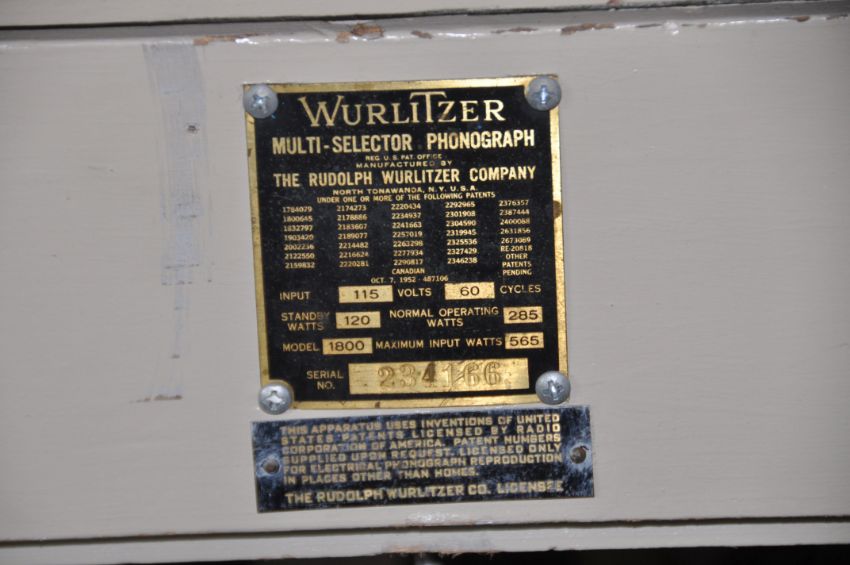 WURLITZER
MULTI-SELECTOR PHONOGRAPH
REG U.S. PAT. OFFICE
MANUFACTURED BY
THE RUDOLPH WURLITZER COMPANY
NORTH TONAWANDA, N.Y. U.S.A.
UNDER ONE OR MORE OF THE FOLLOWING PATENTS
1784079 2174273 2220434 2292965 2376357
1800645 2178886 2234937 2301908 2387444
1832797 2183607 2241663 2304590 2400088
1903420 2189077 2257019 2319945 2631856
2002236 2214482 2263298 2325536 2673089
2122550 2216624 2277934 2327429 RE-20818
2159832 2220281 2290817 2346238 OTHER
CANADIAN PATENTS
OCT. 7, 1952 - 487106 PENDING
INPUT 115 VOLTS 60 CYCLES
STANDBY WATTS 120 NORMAL OPERATING WATTS 285
MODEL 1800 MAXIMUM INPUT WATTS 565
SERIAL NO. 234166
THIS APPARATUS USES INVENTIONS OF UNITED
STATES PATENTS LICENSED BY RADIO
CORPORATION OF AMERICA. PATENT NUMBERS
SUPPLIED UPON REQUEST. LICENSED ONLY
FOR ELECTRICAL PHONOGRAPH REPRODUCTION
IN PLACES OTHER THAN HOMES.
THE RUDOLPH WURLITZER CO. LICENSEE